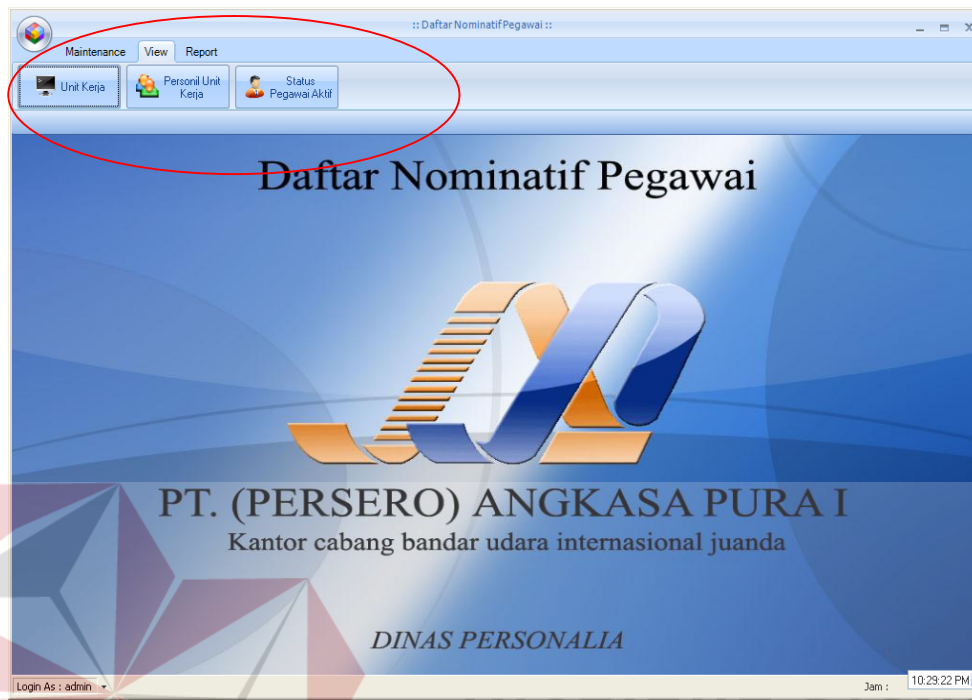 :: Daftar Nominatif Pegawai ::
Maintenance View Report
Unit Kerja
Personil Unit
Kerja
Status
Pegawai Aktif
Daftar Nominatif Pegawai
PT. (PERSERO) ANGKASA PURA I
Kantor cabang bandar udara internasional juanda
DINAS PERSONALIA
Login As : admin
Jam :
10:29:22 PM